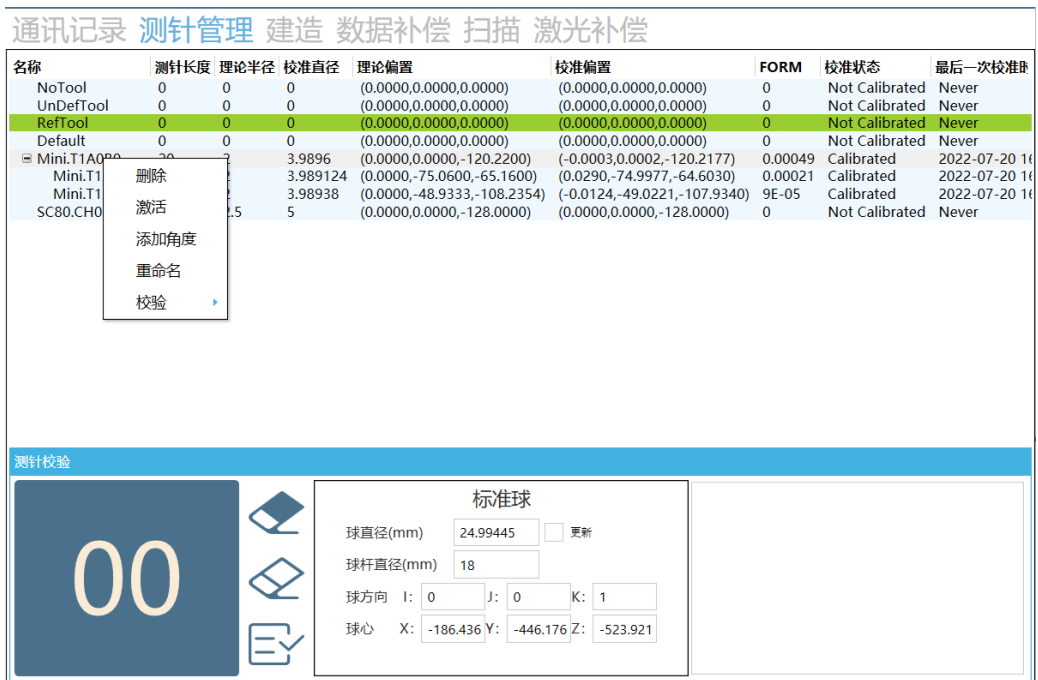 通讯记录 测针管理 建造 数据补偿 扫描 激光补偿
名称 测针长度 理论半径 校准直径 理论偏置 校准偏置 FORM 校准状态 最后一次校准时
NoTool 0 0 0 (0.0000,0.0000,0.0000) (0.0000,0.0000,0.0000) 0 Not Calibrated Never
UnDefTool 0 0 0 (0.0000,0.0000,0.0000) (0.0000,0.0000,0.0000) 0 Not Calibrated Never
RefTool 0 0 0 (0.0000,0.0000,0.0000) (0.0000,0.0000,0.0000) 0 Not Calibrated Never
Default 0 0 0 (0.0000,0.0000,0.0000) (0.0000,0.0000,0.0000) 0 Not Calibrated Never
Mini.T1A0B0 20 2 3.9896 (0.0000,0.0000,-120.2200) (-0.0003,0.0002,-120.2177) 0.00049 Calibrated 2022-07-20 16
Mini.T1 2 3.989124 (0.0000,-75.0600,-65.1600) (0.0290,-74.9977,-64.6030) 0.00021 Calibrated 2022-07-20 16
Mini.T1 2 3.98938 (0.0000,-48.9333,-108.2354) (-0.0124,-49.0221,-107.9340) 9E-05 Calibrated 2022-07-20 16
SC80.CH0 2.5 5 (0.0000,0.0000,-128.0000) (0.0000,0.0000,-128.0000) 0 Not Calibrated Never
删除
激活
添加角度
重命名
校验
测针校验
00
标准球
球直径(mm) 24.99445 更新
球杆直径(mm) 18
球方向 I: 0 J: 0 K: 1
球心 X: -186.436 Y: -446.176 Z: -523.921